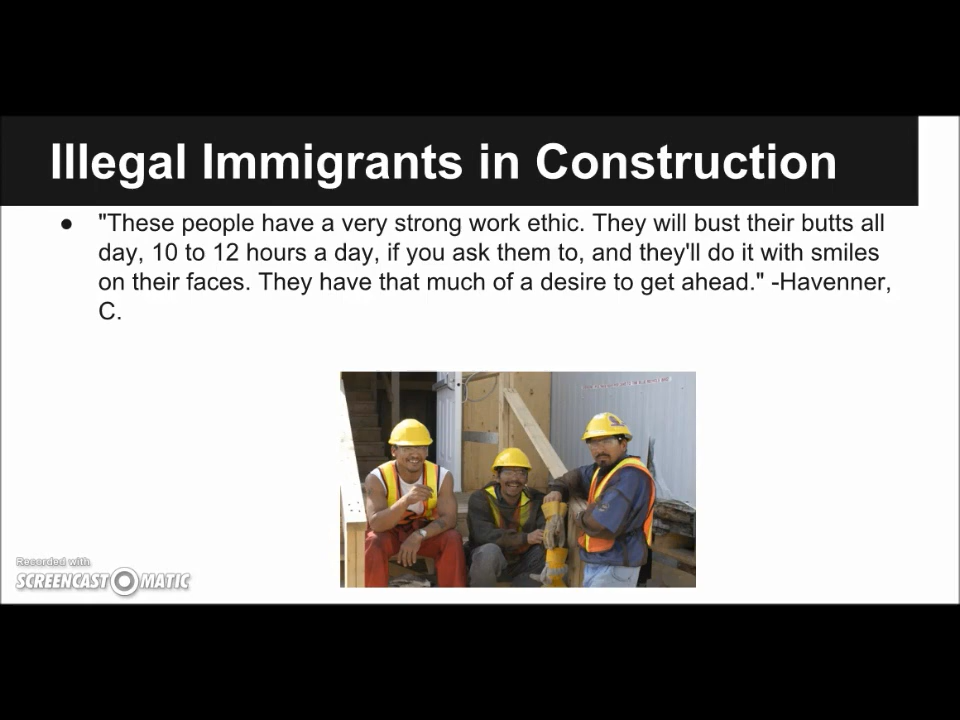 Illegal Immigrants in Construction
● "These people have a very strong work ethic. They will bust their butts all
day, 10 to 12 hours a day, if you ask them to, and they'll do it with smiles
on their faces. They have that much of a desire to get ahead." -Havenner,
C.
Recorded with
SCREENCAST O MATIC